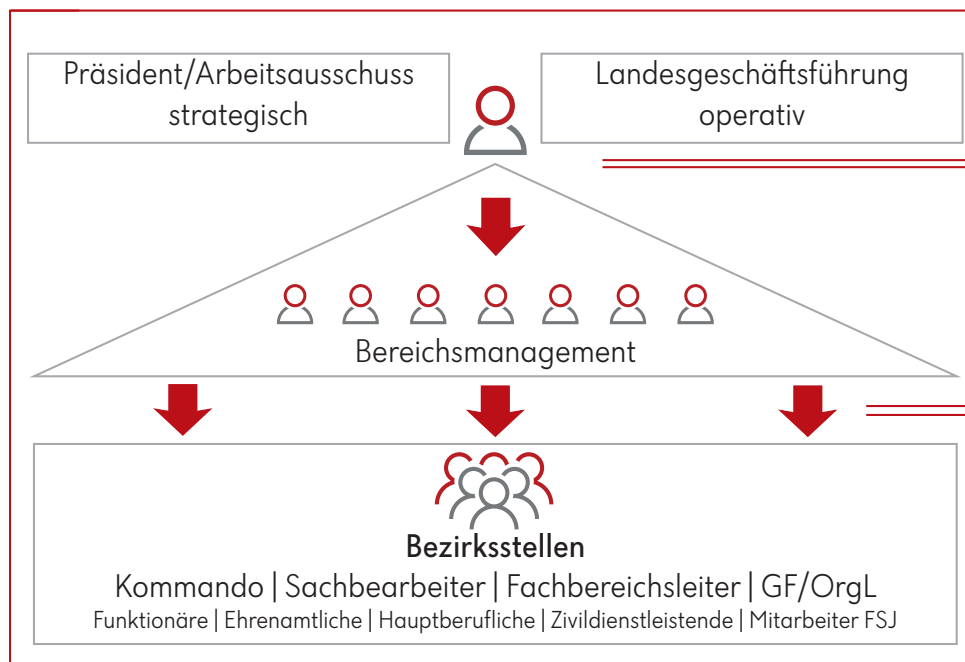 Präsident/Arbeitsausschuss
strategisch
Landesgeschäftsführung
operativ
Bereichsmanagement
Bezirksstellen
Kommando | Sachbearbeiter | Fachbereichsleiter | GF/OrgL
Funktionäre | Ehrenamtliche | Hauptberufliche | Zivildienstleistende | Mitarbeiter FSJ